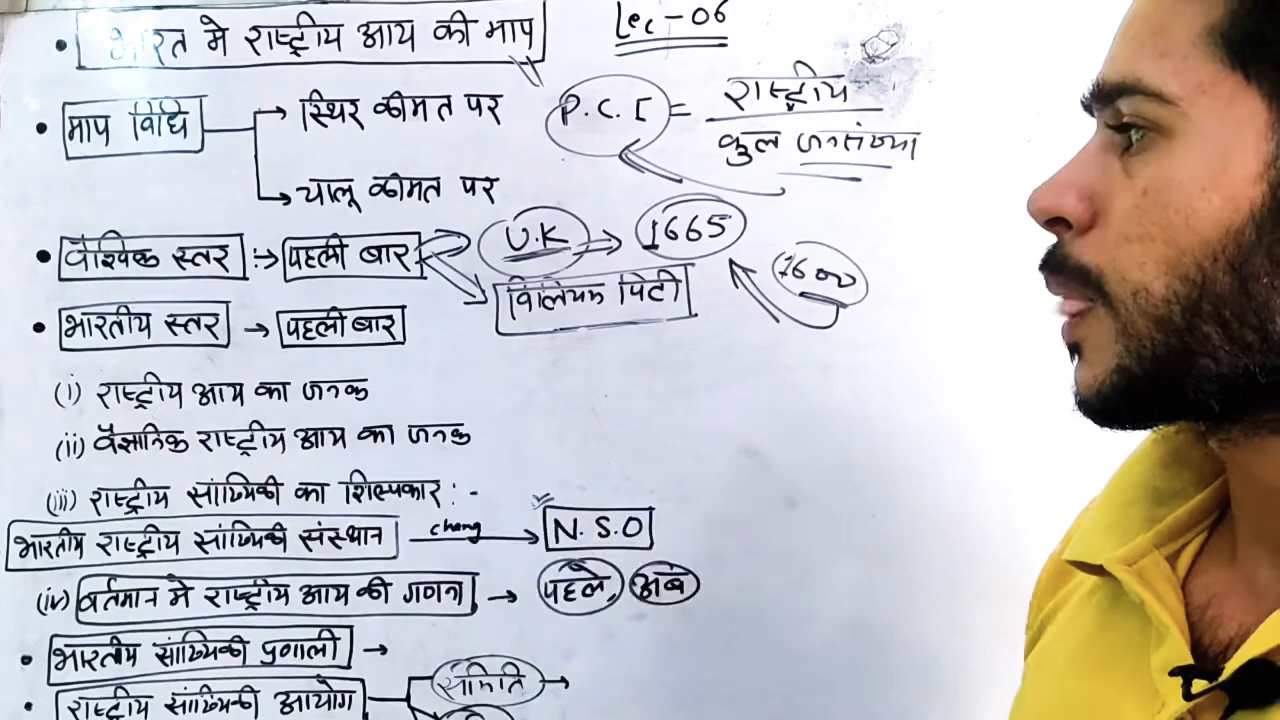 • भारत मे राष्ट्रीय आय की माप
Lec-06
• माप विधि → स्थिर कीमत पर
→ चालू कीमत पर
P.C.I = राष्ट्रीय
कुल जनसंख्या
• वैश्विक स्तर :→ पहली बार → U.K → 1665
विलियम पिटी
1600
• भारतीय स्तर → पहली बार
(i) राष्ट्रीय आय का जनक
(ii) वैज्ञानिक राष्ट्रीय आय का जनक
(iii) राष्ट्रीय सांख्यिकी का शिल्पकार :-
भारतीय राष्ट्रीय सांख्यिकी संस्थान chang → N.S.O
(iv) वर्तमान मे राष्ट्रीय आय की गणना → पहले, अब
• भारतीय सांख्यिकी प्रणाली →
• राष्ट्रीय सांख्यिकी आयोग → समिति →